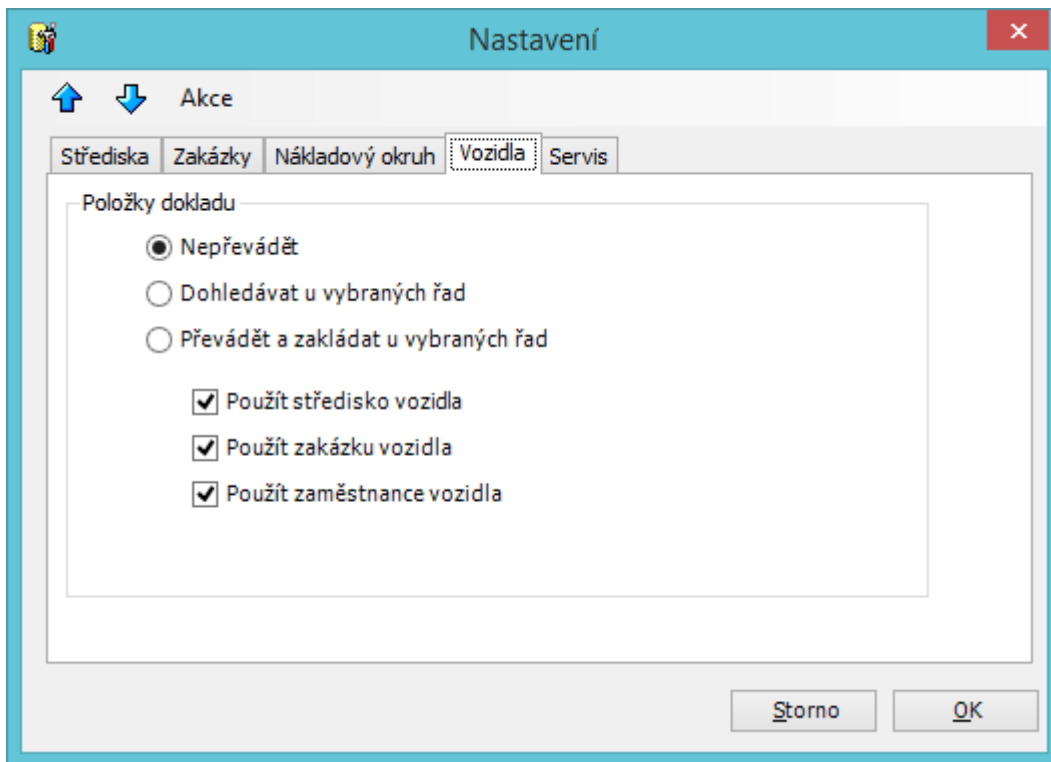 Nastavení
Akce
Střediska Zakázky Nákladový okruh Vozidla Servis
Položky dokladu
Nepřevádět
Dohledávat u vybraných řad
Převádět a zakládat u vybraných řad
Použít středisko vozidla
Použít zakázku vozidla
Použít zaměstnance vozidla
Storno OK